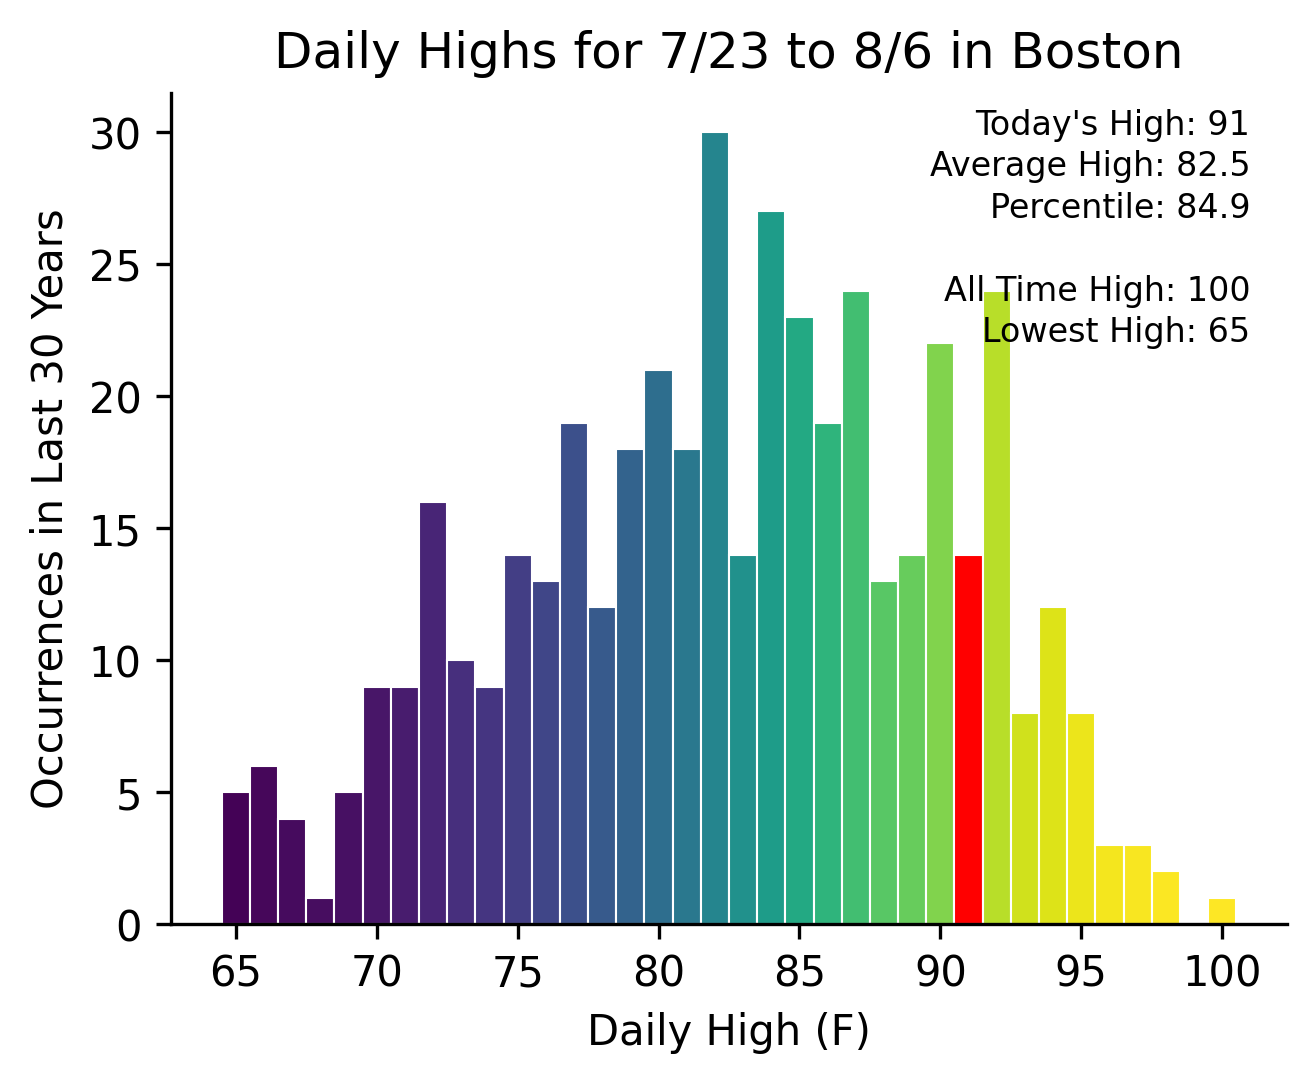 Daily Highs for 7/23 to 8/6 in Boston
Today's High: 91
Average High: 82.5
Percentile: 84.9
All Time High: 100
Lowest High: 65
Occurrences in Last 30 Years
30
25
20
15
10
5
0
65 70 75 80 85 90 95 100
Daily High (F)